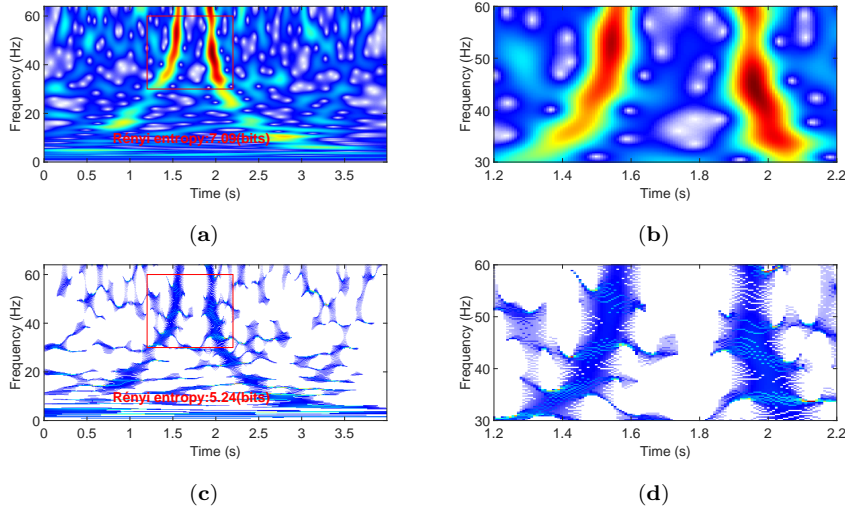 Frequency (Hz)
60
40
20
0
Rényi entropy:7.09(bits)
0 0.5 1 1.5 2 2.5 3 3.5
Time (s)
(a)
Frequency (Hz)
60
50
40
30
1.2 1.4 1.6 1.8 2 2.2
Time (s)
(b)
Frequency (Hz)
60
40
20
0
Rényi entropy:5.24(bits)
0 0.5 1 1.5 2 2.5 3 3.5
Time (s)
(c)
Frequency (Hz)
60
50
40
30
1.2 1.4 1.6 1.8 2 2.2
Time (s)
(d)